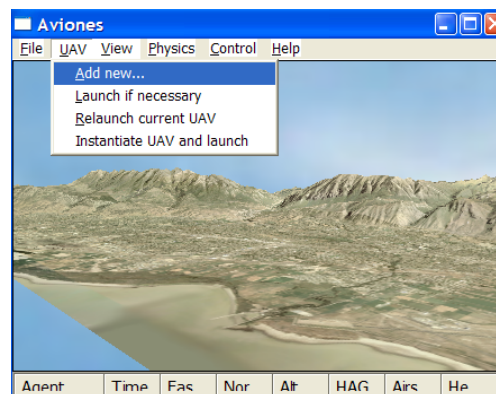 Aviones
File UAV View Physics Control Help
Add new...
Launch if necessary
Relaunch current UAV
Instantiate UAV and launch
Agent Time Eas Nor Alt HAG Airs He